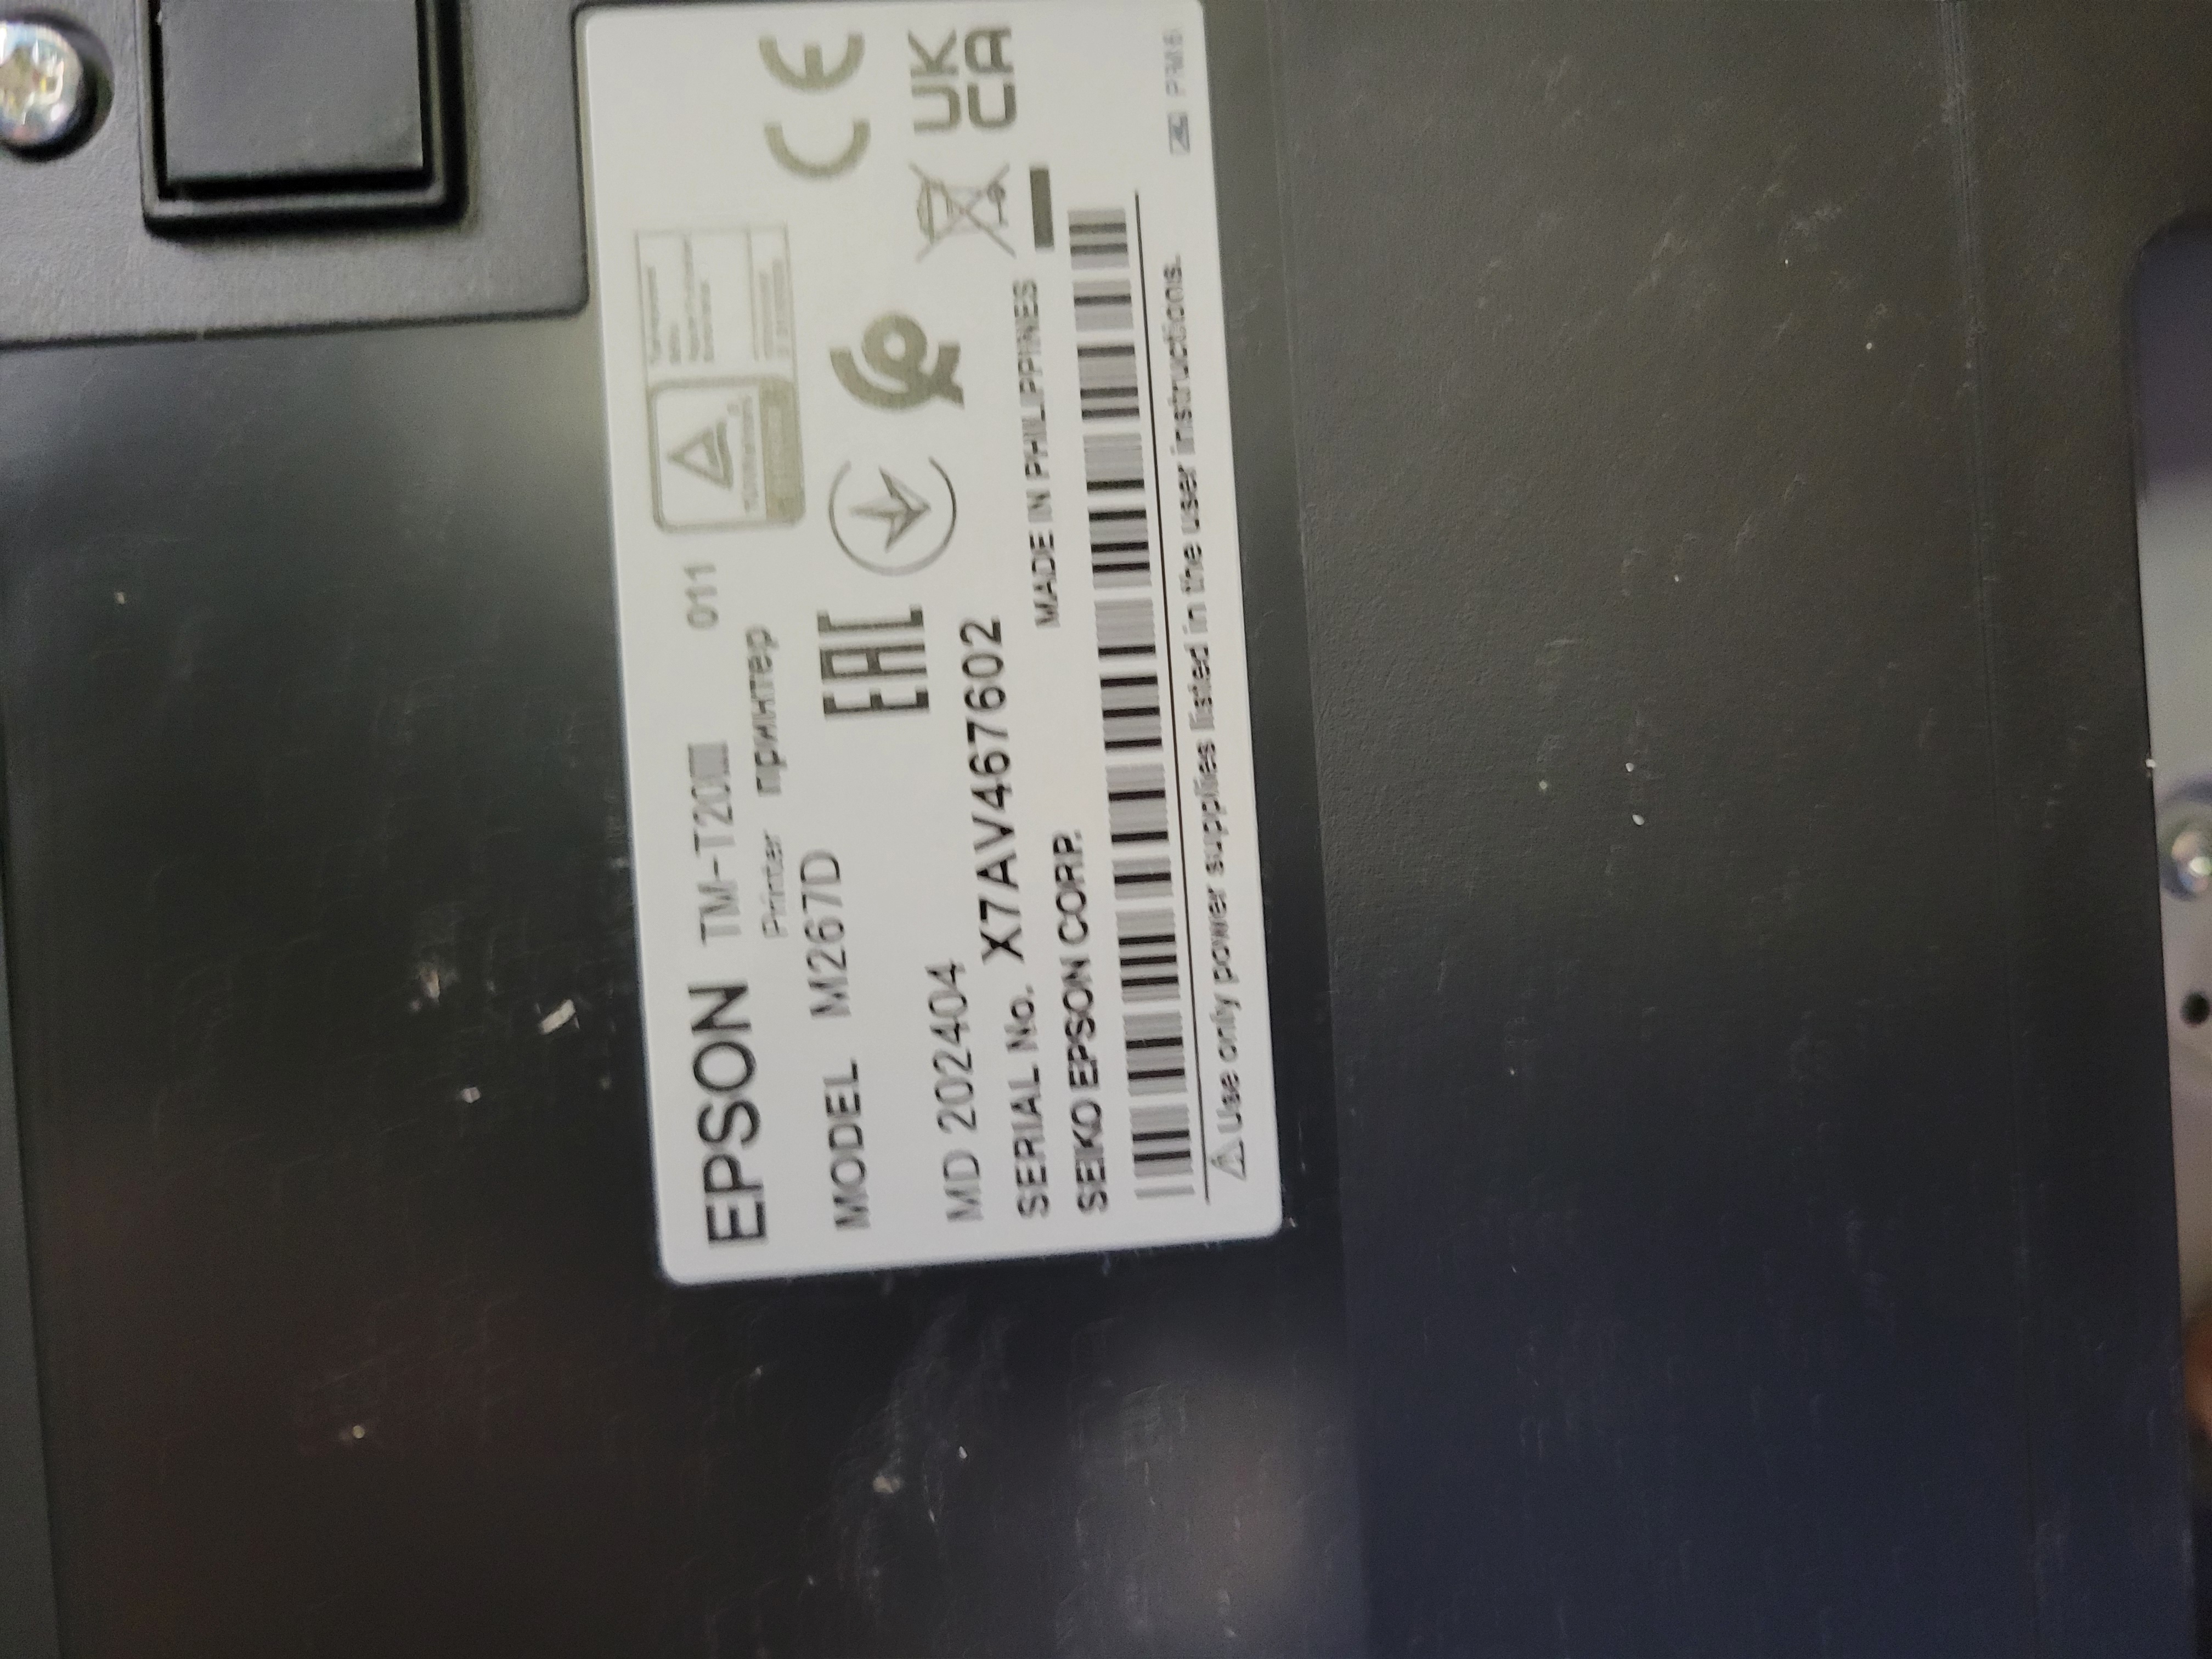 EPSON TM-T20III 011
Printer принтер
MODEL M267D
EAC
CE
UK
CA
MD 202404
SERIAL No. X7AV467602
SEIKO EPSON CORP. MADE IN PHILIPPINES
Use only power supplies listed in the user instructions.